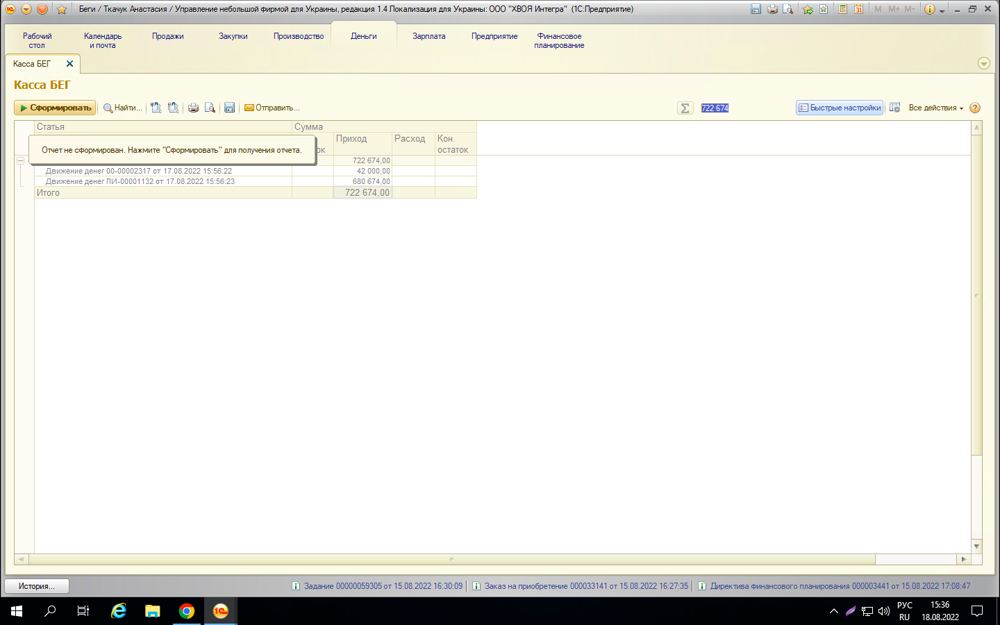 Беги / Ткачук Анастасия / Управление небольшой фирмой для Украины, редакция 1.4 Локализация для Украины: ООО "ХВОЯ Интегра" (1С:Предприятие)
M M+ M-
Рабочий стол
Календарь и почта
Продажи
Закупки
Производство
Деньги
Зарплата
Предприятие
Финансовое планирование
Касса БЕГ
Касса БЕГ
Сформировать
Найти...
Отправить...
Σ
722 674
Быстрые настройки
Все действия
Статья
Сумма
Приход
Расход
Кон. остаток
Отчет не сформирован. Нажмите "Сформировать" для получения отчета.
ок
722 674,00
Движение денег 00-00002317 от 17.08.2022 15:56:22
42 000,00
Движение денег ПИ-00001132 от 17.08.2022 15:56:23
680 674,00
Итого
722 674,00
История...
Задание 00000059305 от 15.08.2022 16:30:09
Заказ на приобретение 000033141 от 15.08.2022 16:27:35
Директива финансового планирования 000003441 от 15.08.2022 17:08:47
РУС
RU
15:36
18.08.2022